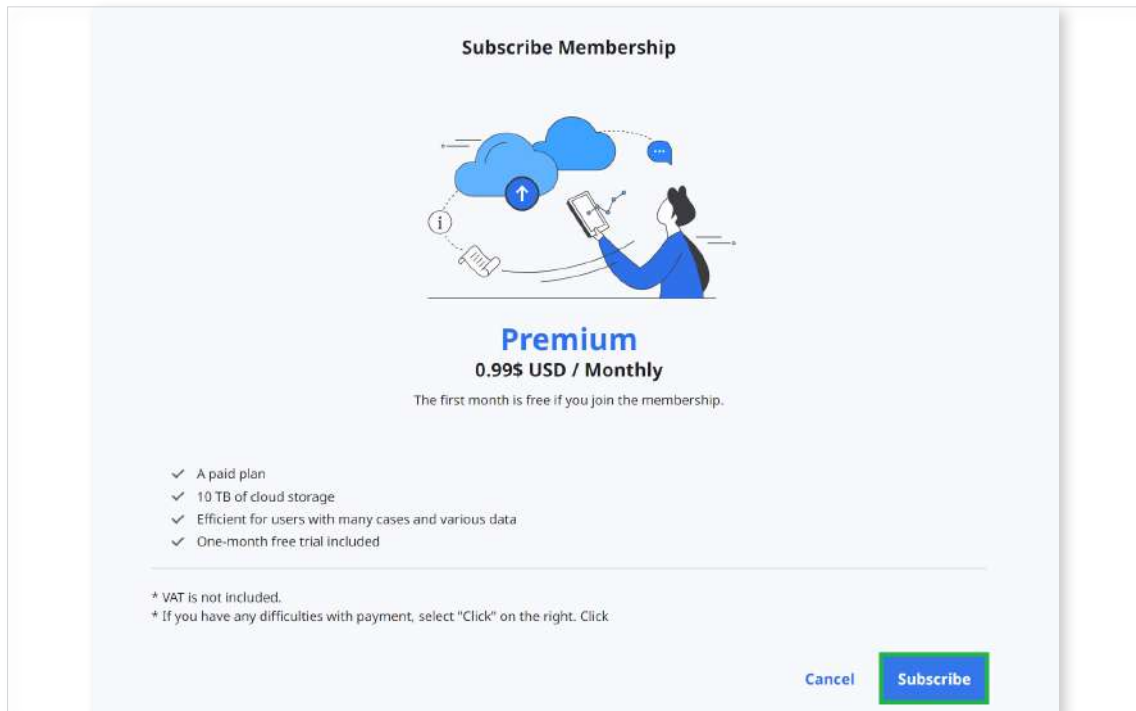 Subscribe Membership
Premium
0.99$ USD / Monthly
The first month is free if you join the membership.
A paid plan
10 TB of cloud storage
Efficient for users with many cases and various data
One-month free trial included
* VAT is not included.
* If you have any difficulties with payment, select "Click" on the right. Click
Cancel
Subscribe